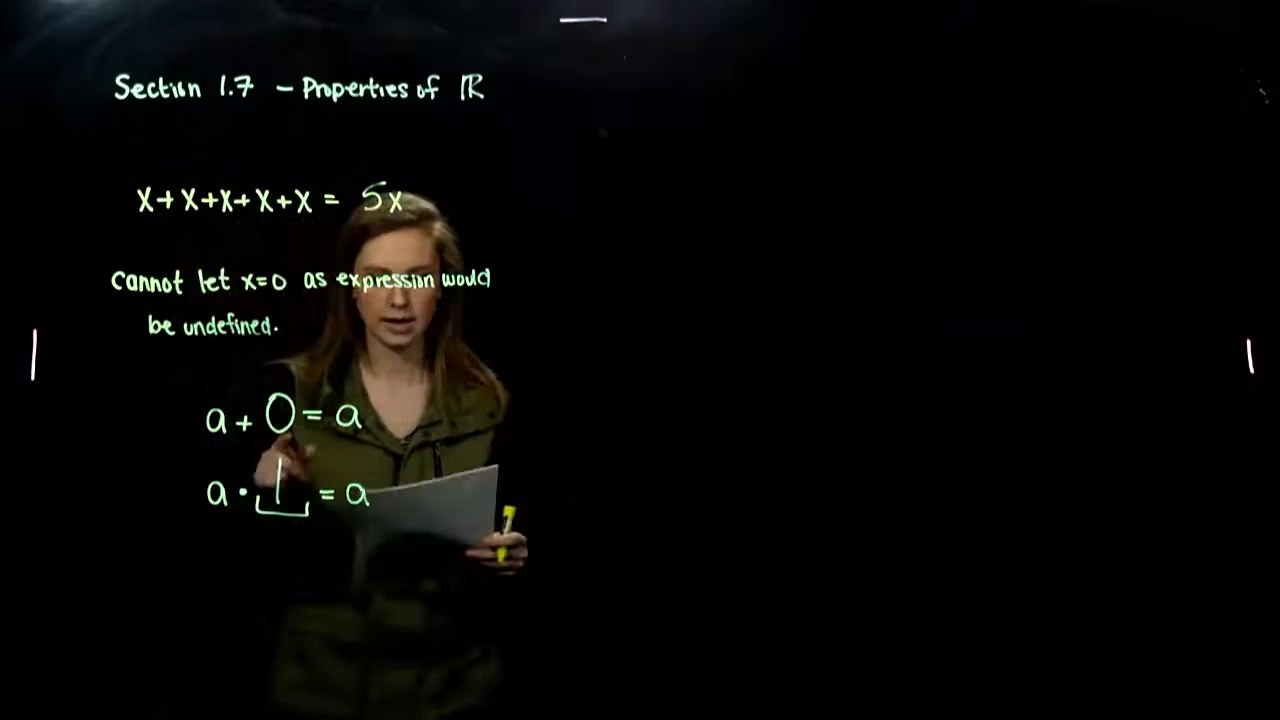 Section 1.7 - Properties of ℝ
x+x+x+x+x = 5x
cannot let x=0 as expression would
be undefined.
a + 0 = a
a · 1 = a